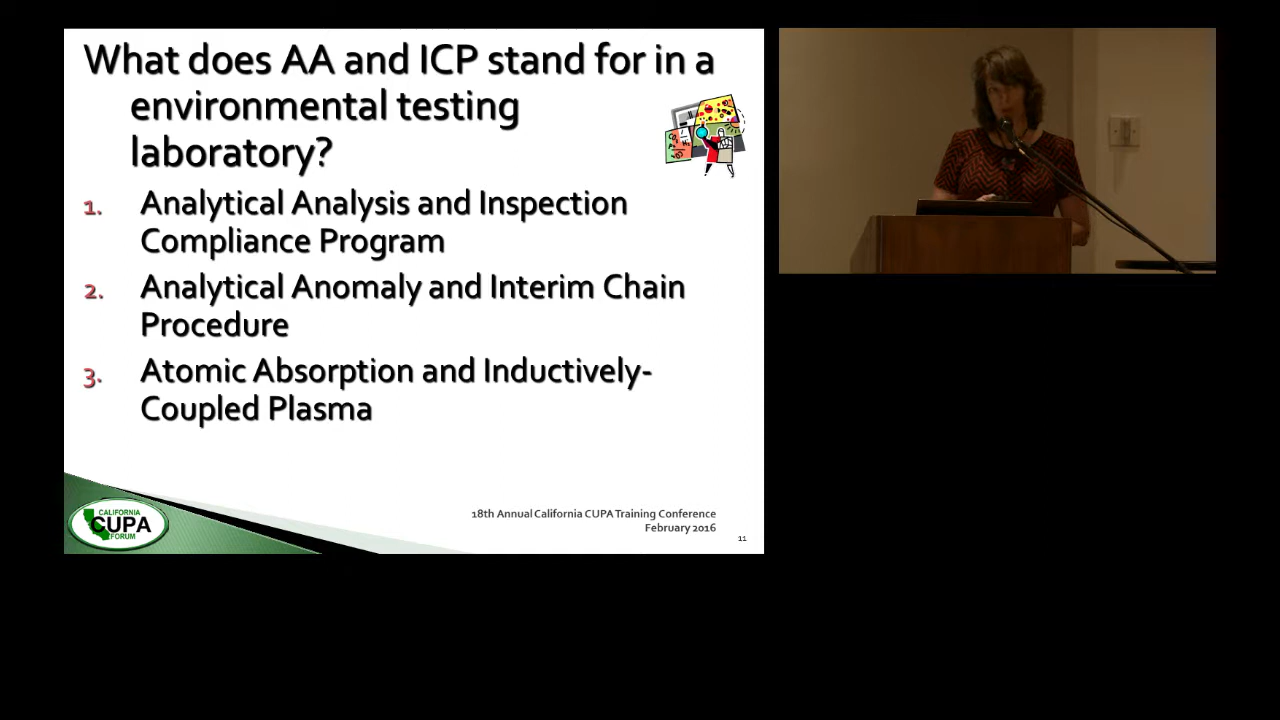 What does AA and ICP stand for in a
environmental testing
laboratory?
1. Analytical Analysis and Inspection
Compliance Program
2. Analytical Anomaly and Interim Chain
Procedure
3. Atomic Absorption and Inductively-
Coupled Plasma
CALIFORNIA
CUPA
FORUM
18th Annual California CUPA Training Conference
February 2016
11